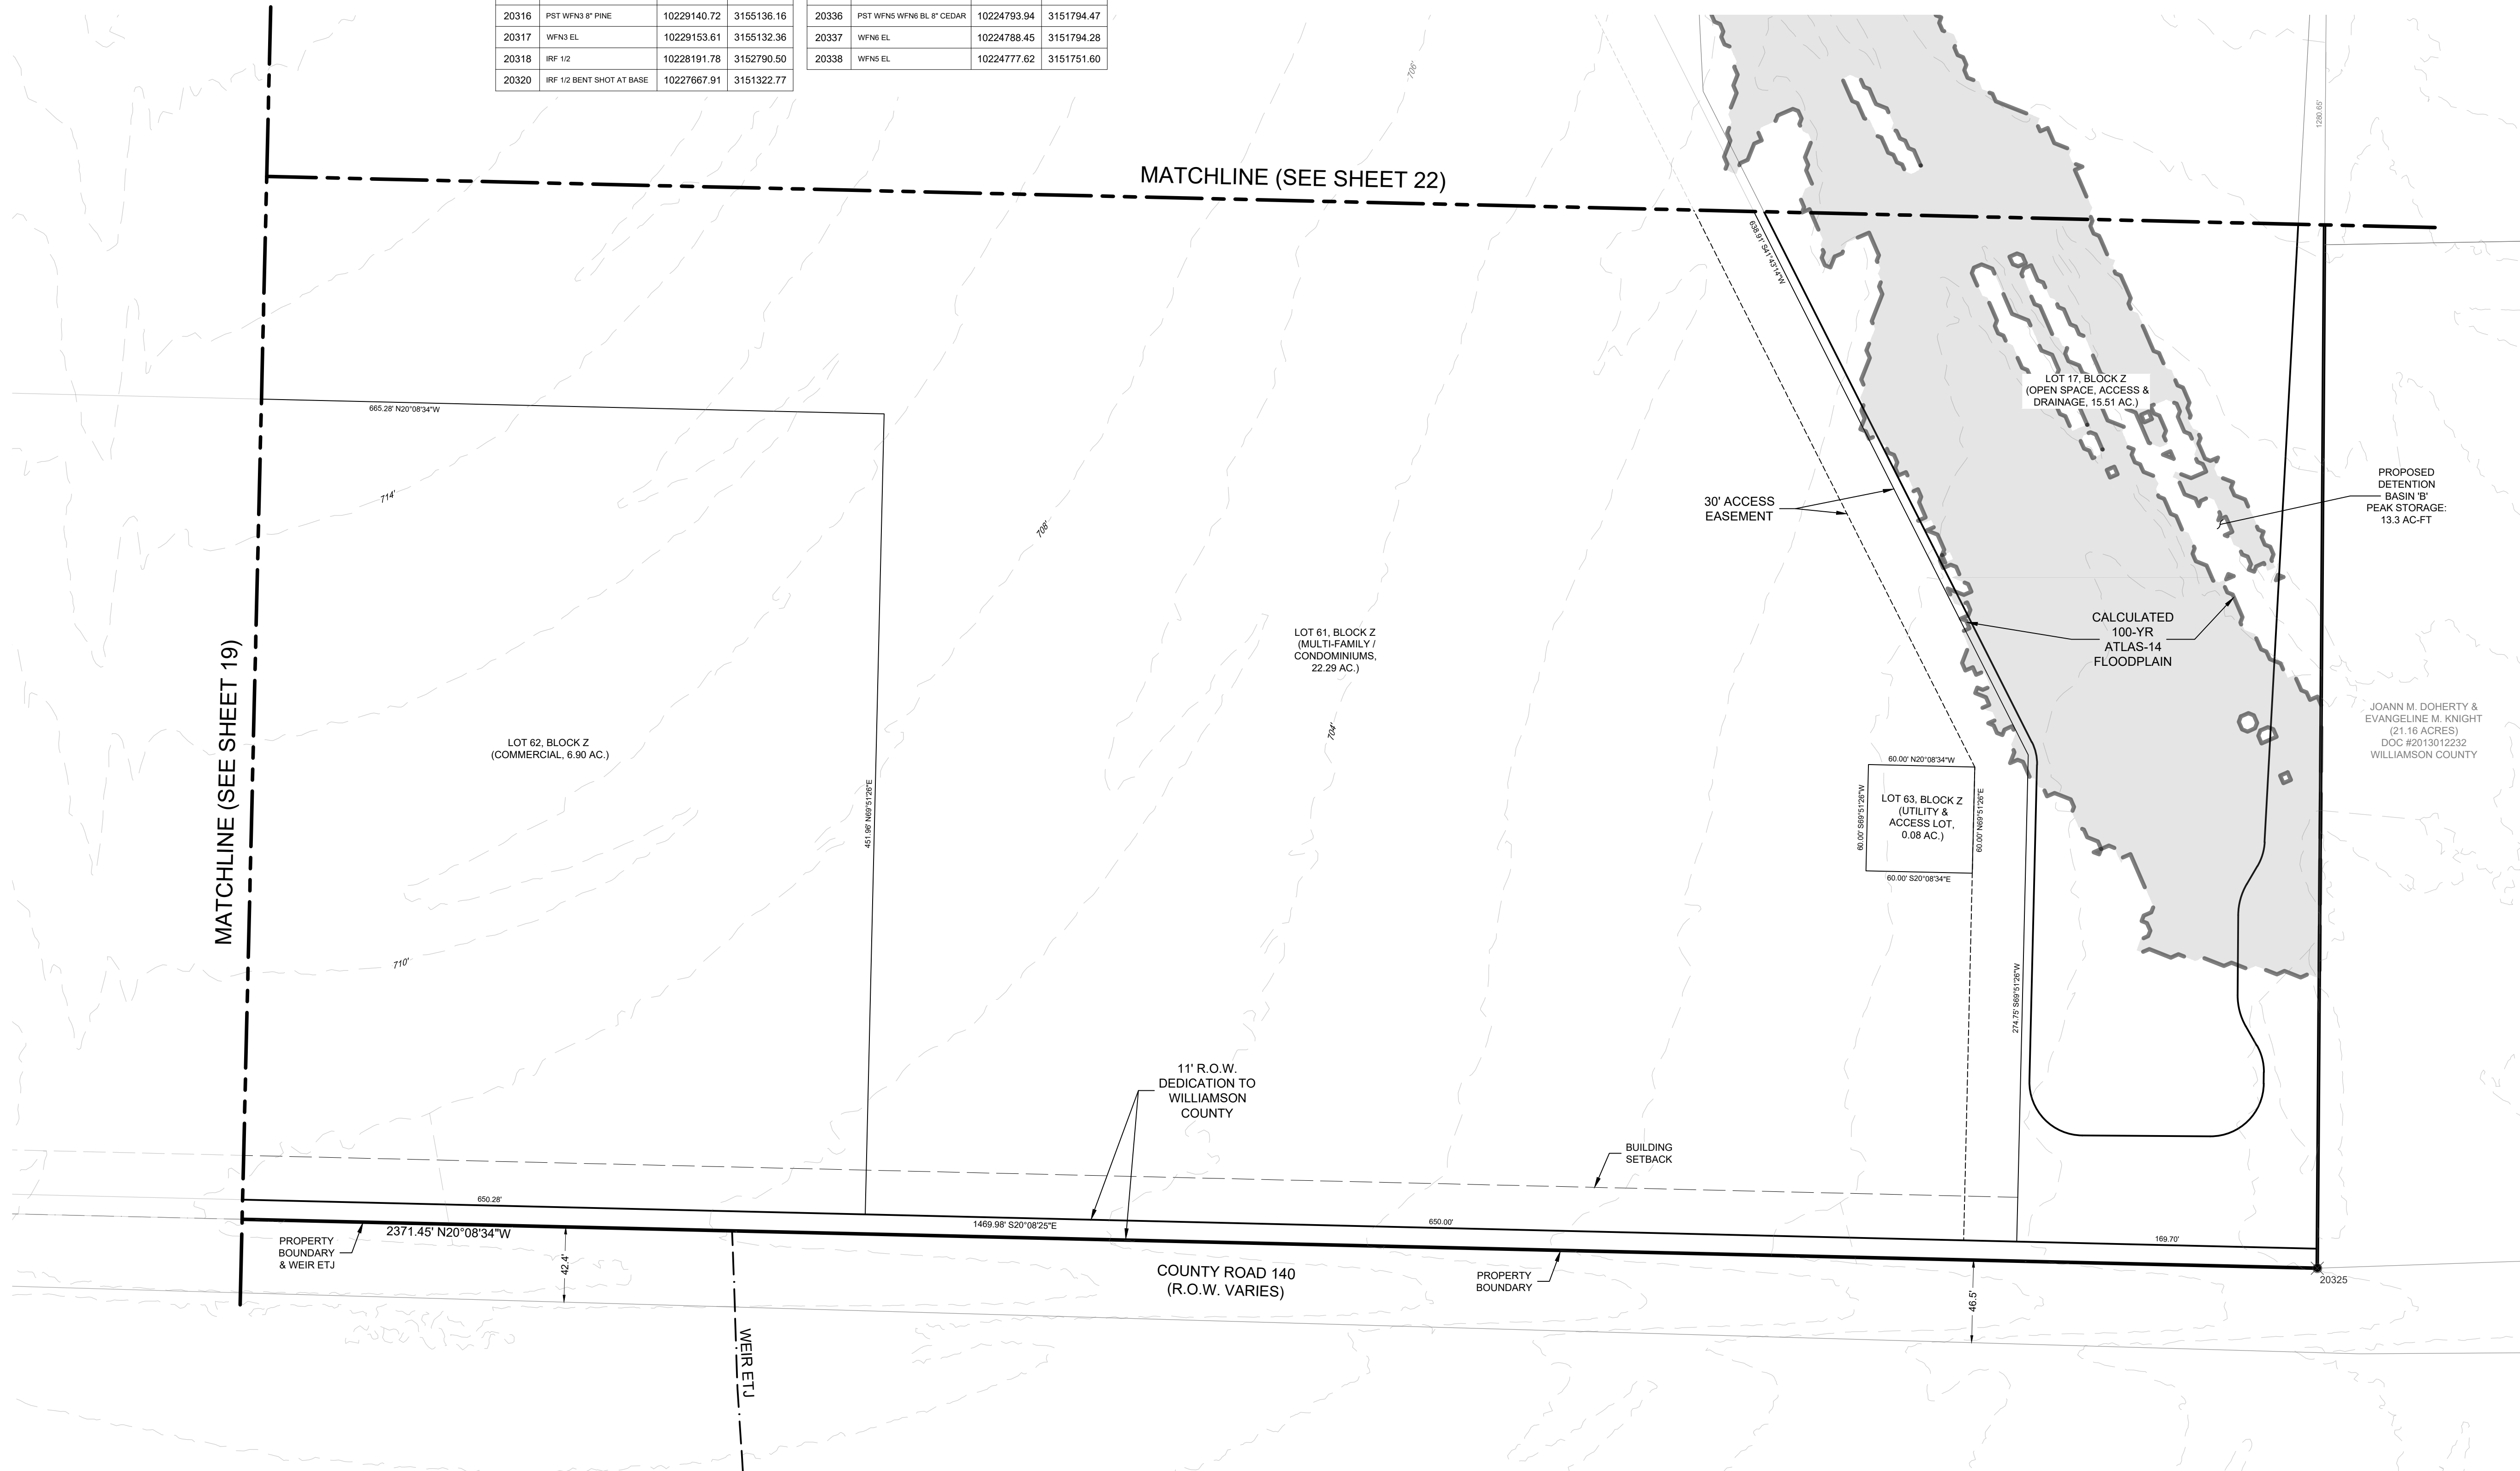 20316 PST WFN3 8" PINE 10229140.72 3155136.16
20317 WFN3 EL 10229153.61 3155132.36
20318 IRF 1/2 10228191.78 3152790.50
20320 IRF 1/2 BENT SHOT AT BASE 10227667.91 3151322.77
20336 PST WFN5 WFN6 BL 8" CEDAR 10224793.94 3151794.47
20337 WFN6 EL 10224788.45 3151794.28
20338 WFN5 EL 10224777.62 3151751.60
706'
1280.65'
MATCHLINE (SEE SHEET 22)
638.91' S41°43'14"W
LOT 17, BLOCK Z
(OPEN SPACE, ACCESS &
DRAINAGE, 15.51 AC.)
665.28' N20°08'34"W
714'
708'
30' ACCESS
EASEMENT
PROPOSED
DETENTION
BASIN 'B'
PEAK STORAGE:
13.3 AC-FT
CALCULATED
100-YR
ATLAS-14
FLOODPLAIN
LOT 61, BLOCK Z
(MULTI-FAMILY /
CONDOMINIUMS,
22.29 AC.)
MATCHLINE (SEE SHEET 19)
LOT 62, BLOCK Z
(COMMERCIAL, 6.90 AC.)
704'
JOANN M. DOHERTY &
EVANGELINE M. KNIGHT
(21.16 ACRES)
DOC #2013012232
WILLIAMSON COUNTY
451.96' N69°51'26"E
60.00' N20°08'34"W
60.00' S69°51'26"W
LOT 63, BLOCK Z
(UTILITY &
ACCESS LOT,
0.08 AC.)
60.00' N69°51'26"E
60.00' S20°08'34"E
710'
274.75' S69°51'26"W
11' R.O.W.
DEDICATION TO
WILLIAMSON
COUNTY
BUILDING
SETBACK
650.28'
2371.45' N20°08'34"W
1469.98' S20°08'25"E
650.00'
169.70'
PROPERTY
BOUNDARY
& WEIR ETJ
42.4'
COUNTY ROAD 140
(R.O.W. VARIES)
PROPERTY
BOUNDARY
46.5'
20325
WEIR ETJ